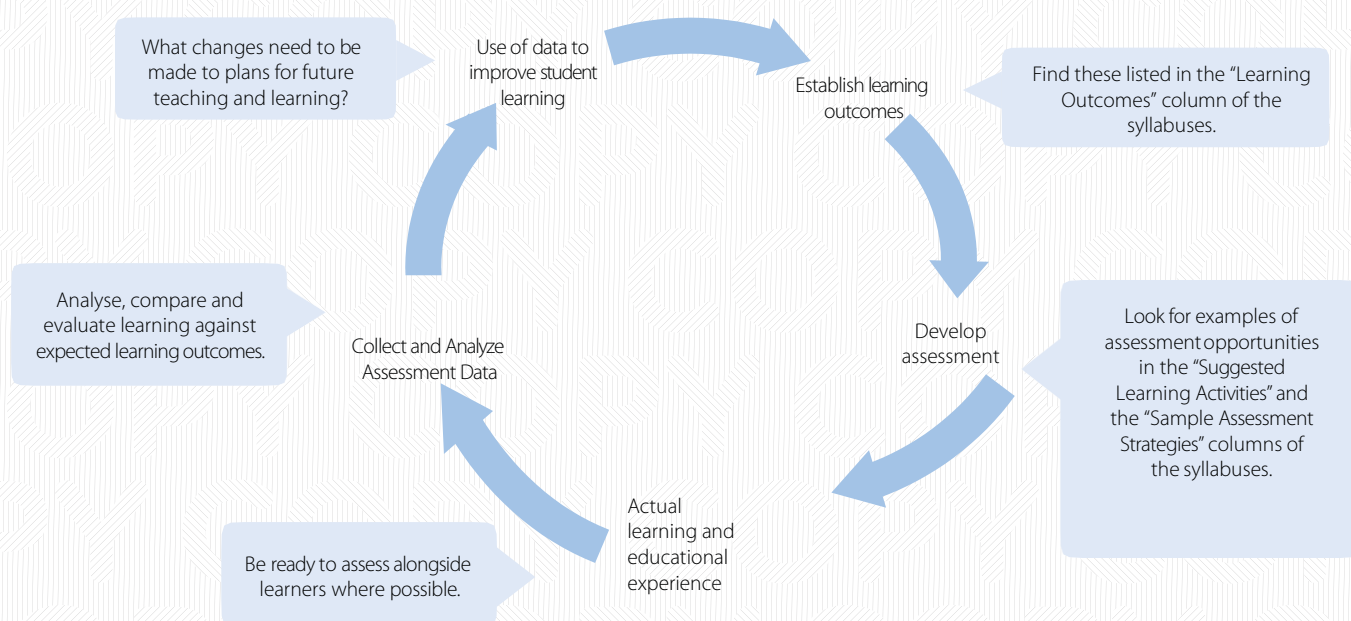 What changes need to be
made to plans for future
teaching and learning?
Use of data to
improve student
learning
Establish learning
outcomes
Find these listed in the “Learning
Outcomes” column of the
syllabuses.
Analyse, compare and
evaluate learning against
expected learning outcomes.
Collect and Analyze
Assessment Data
Develop
assessment
Look for examples of
assessment opportunities
in the “Suggested
Learning Activities” and
the “Sample Assessment
Strategies” columns of
the syllabuses.
Actual
learning and
educational
experience
Be ready to assess alongside
learners where possible.